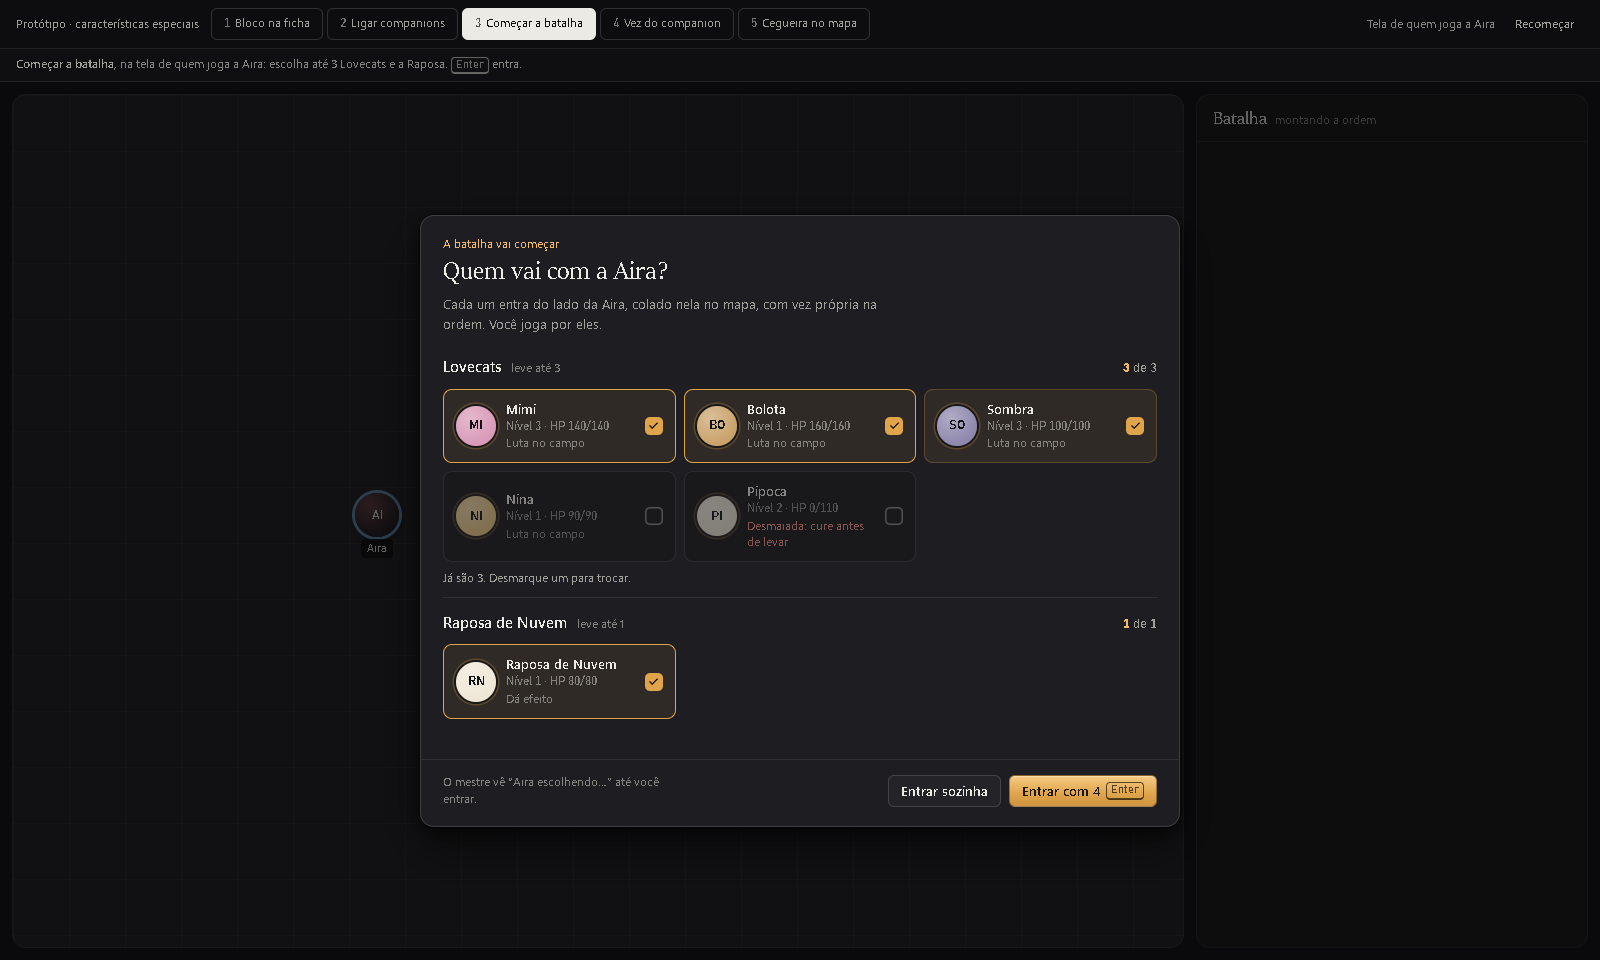 Protótipo · características especiais
1 Bloco na ficha
2 Ligar companions
3 Começar a batalha
4 Vez do companion
5 Cegueira no mapa
Tela de quem joga a Aira
Recomeçar
Começar a batalha, na tela de quem joga a Aira: escolha até 3 Lovecats e a Raposa. Enter entra.
Batalha montando a ordem
A batalha vai começar
Quem vai com a Aira?
Cada um entra do lado da Aira, colado nela no mapa, com vez própria na
ordem. Você joga por eles.
Lovecats leve até 3
3 de 3
MI
Mimi
Nível 3 · HP 140/140
Luta no campo
BO
Bolota
Nível 1 · HP 160/160
Luta no campo
SO
Sombra
Nível 3 · HP 100/100
Luta no campo
NI
Nina
Nível 1 · HP 90/90
Luta no campo
PI
Pipoca
Nível 2 · HP 0/110
Desmaiada: cure antes
de levar
AI
Aira
Já são 3. Desmarque um para trocar.
Raposa de Nuvem leve até 1
1 de 1
RN
Raposa de Nuvem
Nível 1 · HP 80/80
Dá efeito
O mestre vê "Aira escolhendo..." até você
entrar.
Entrar sozinha
Entrar com 4 Enter